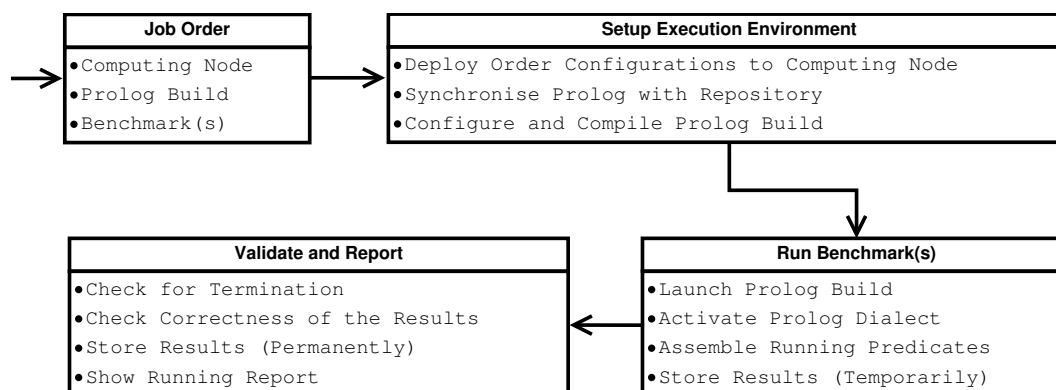 Job Order
•Computing Node
•Prolog Build
•Benchmark(s)
Setup Execution Environment
•Deploy Order Configurations to Computing Node
•Synchronise Prolog with Repository
•Configure and Compile Prolog Build
Run Benchmark(s)
•Launch Prolog Build
•Activate Prolog Dialect
•Assemble Running Predicates
•Store Results (Temporarily)
Validate and Report
•Check for Termination
•Check Correctness of the Results
•Store Results (Permanently)
•Show Running Report